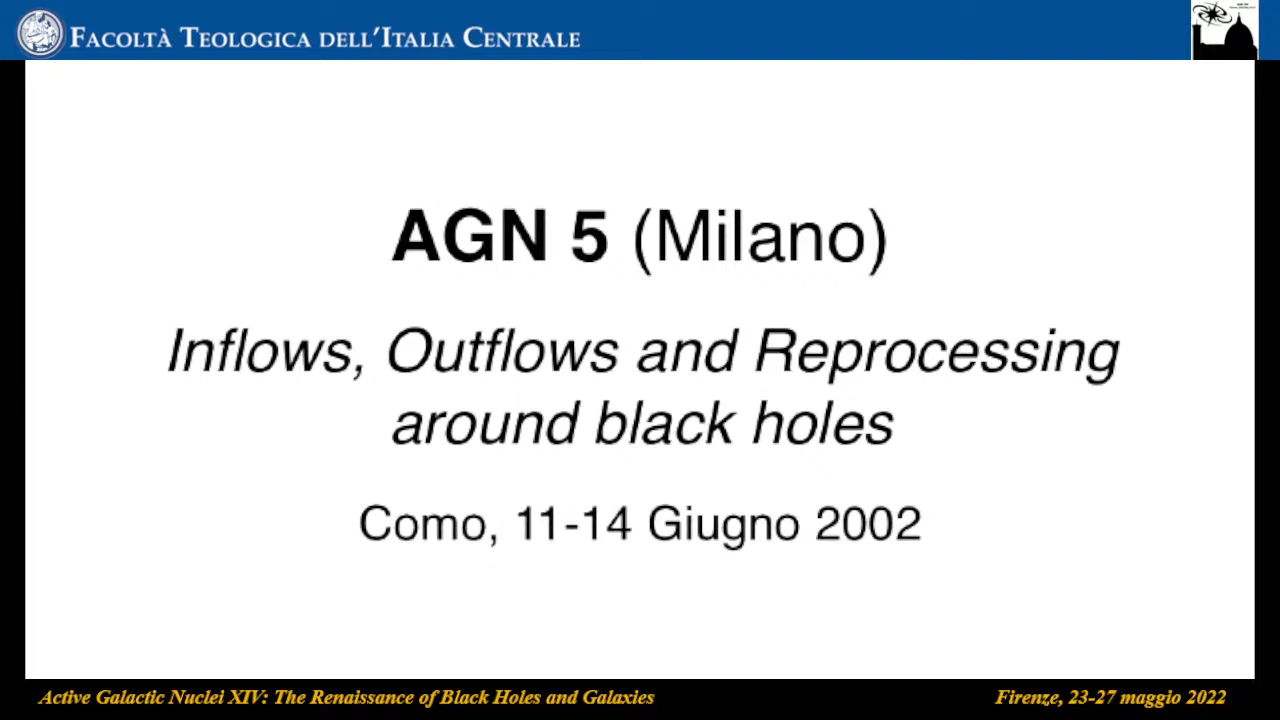 FACOLTÀ TEOLOGICA DELL'ITALIA CENTRALE
AGN 5 (Milano)
Inflows, Outflows and Reprocessing
around black holes
Como, 11-14 Giugno 2002
Active Galactic Nuclei XIV: The Renaissance of Black Holes and Galaxies
Firenze, 23-27 maggio 2022